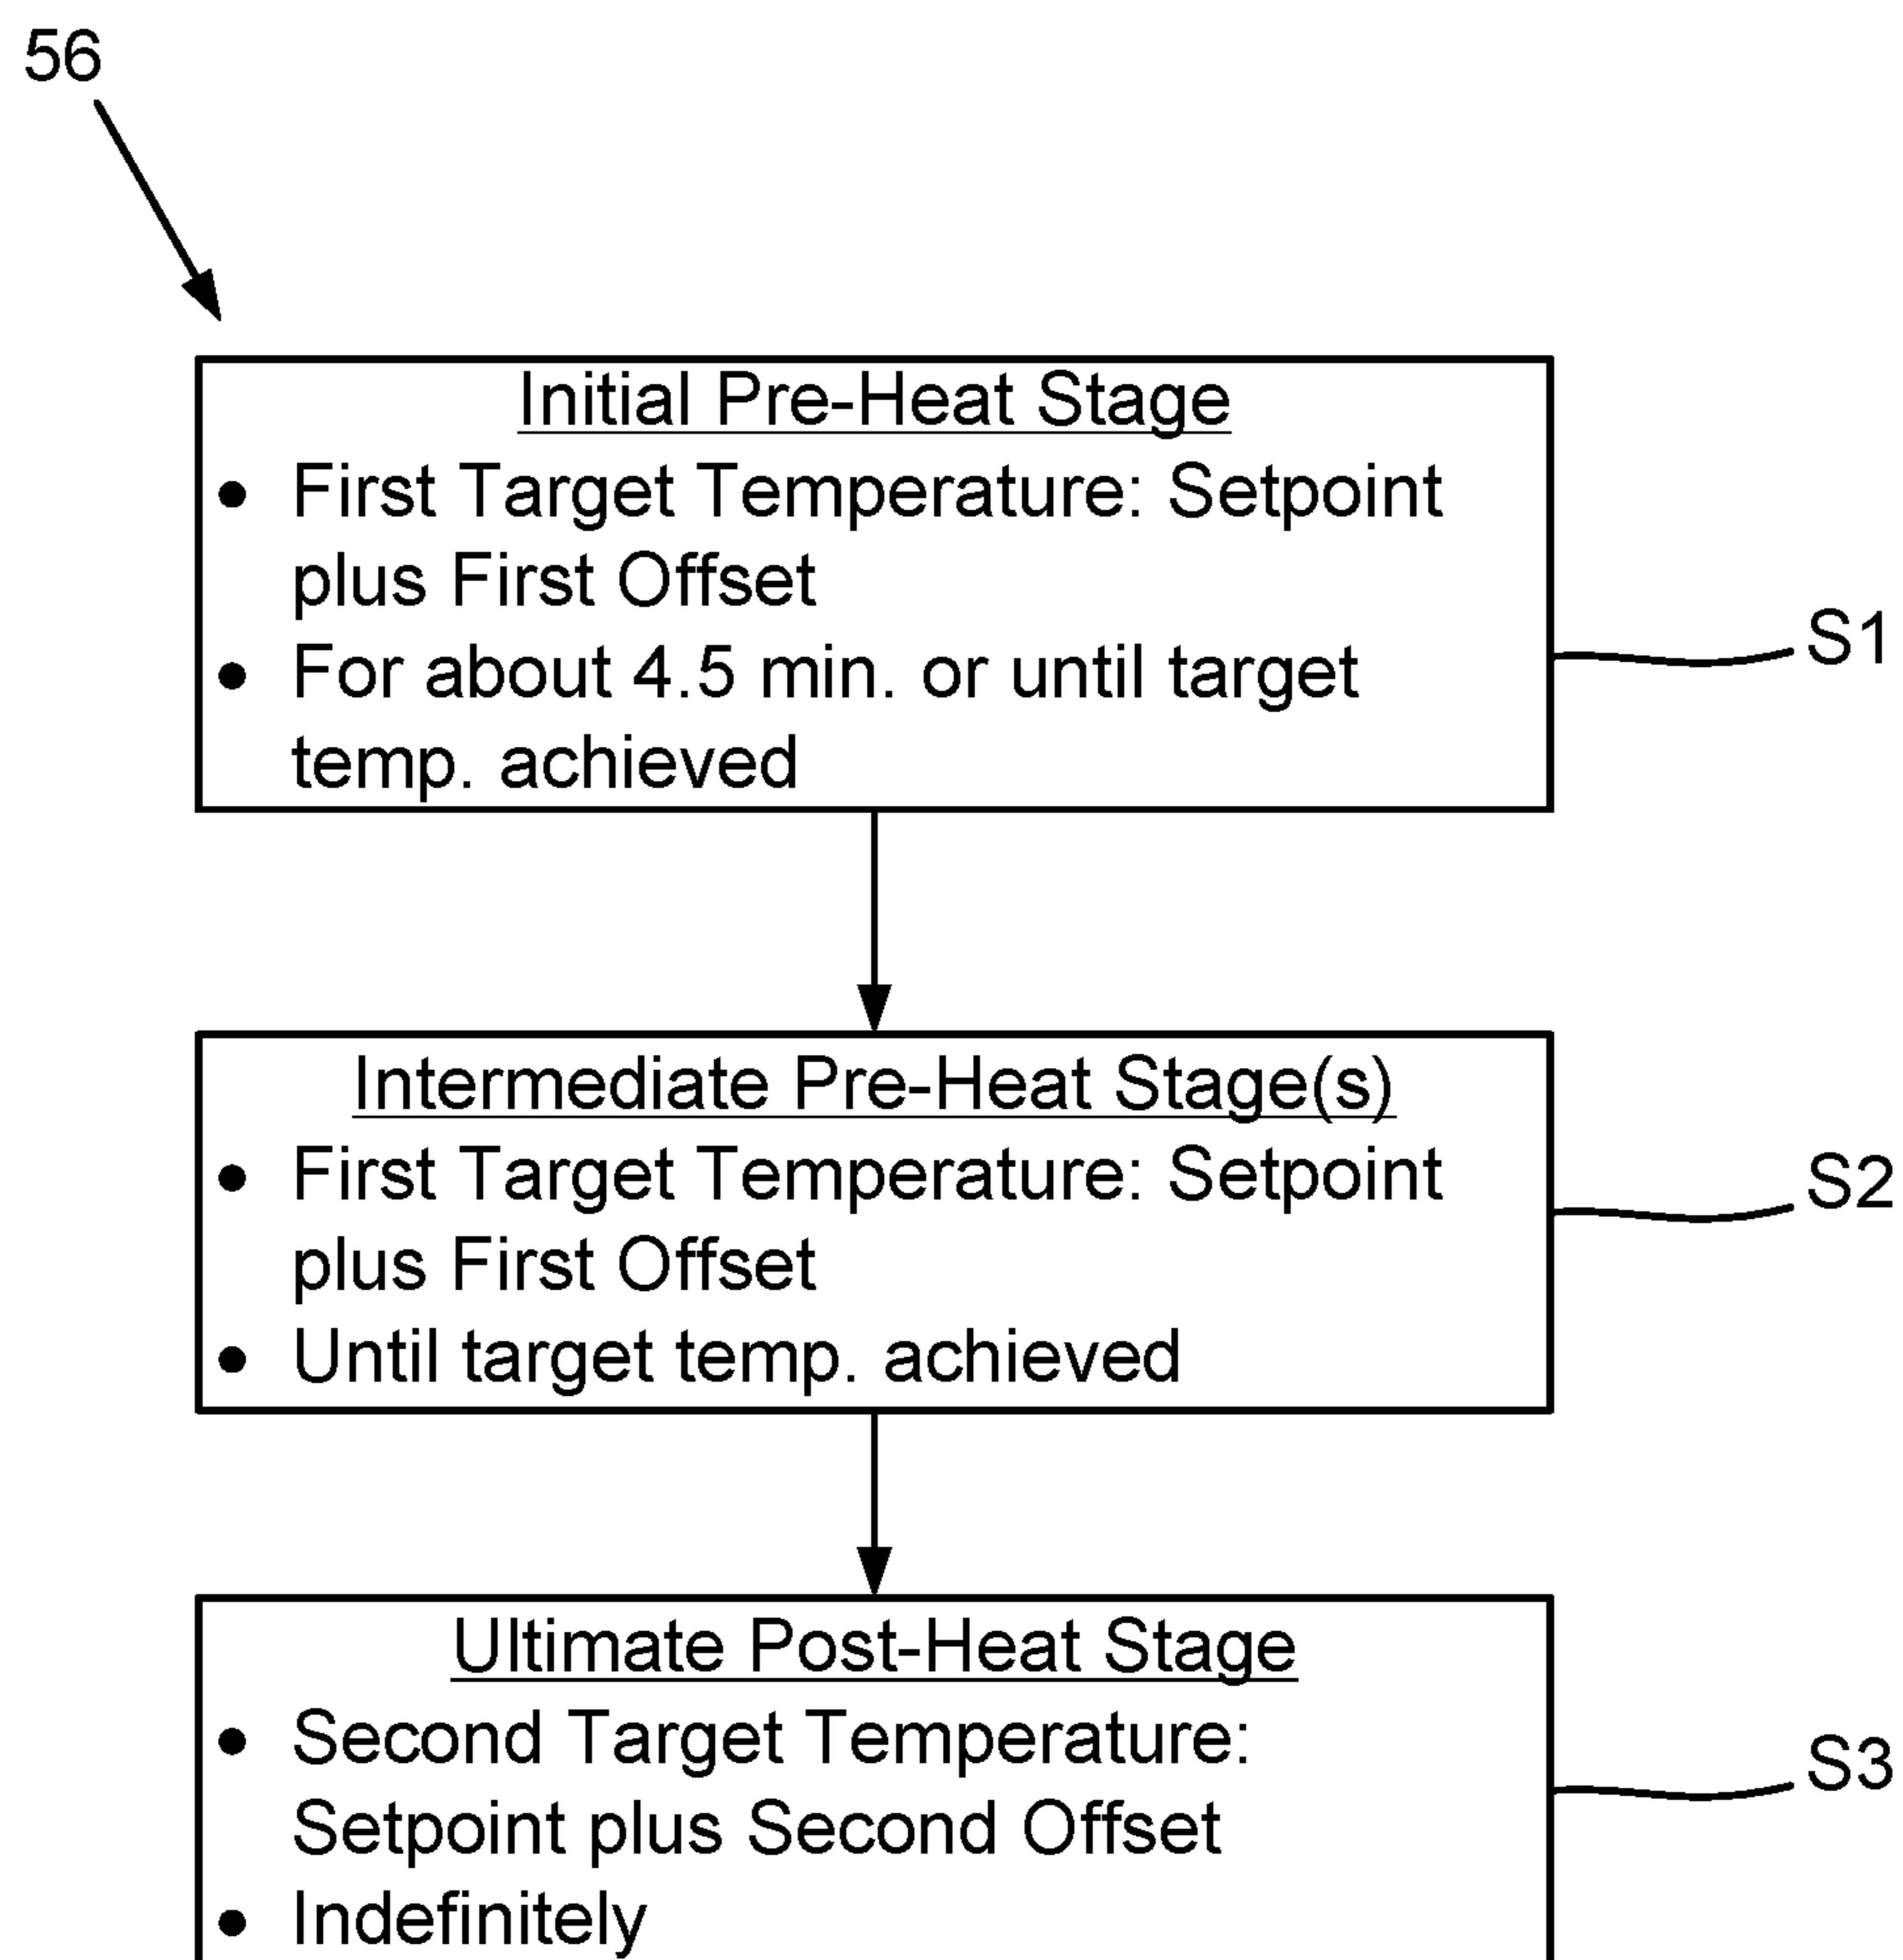 56
Initial Pre-Heat Stage
● First Target Temperature: Setpoint
plus First Offset
● For about 4.5 min. or until target
temp. achieved
S1
Intermediate Pre-Heat Stage(s)
● First Target Temperature: Setpoint
plus First Offset
● Until target temp. achieved
S2
Ultimate Post-Heat Stage
● Second Target Temperature:
Setpoint plus Second Offset
● Indefinitely
S3